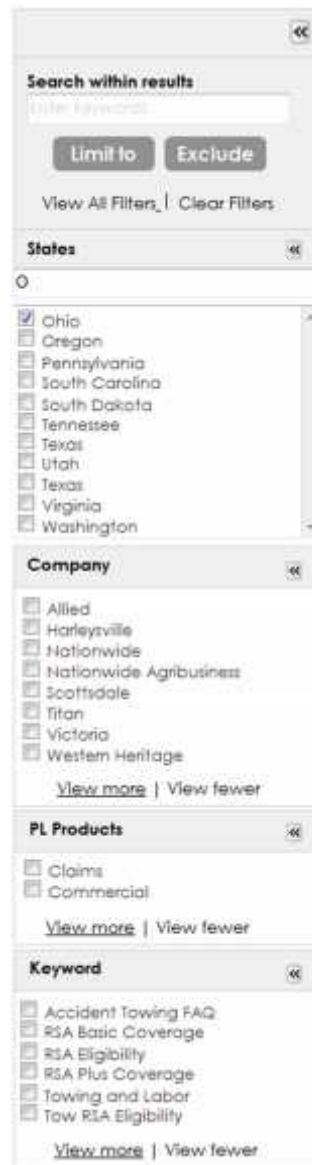 «
Search within results
Enter keywords
Limit to Exclude
View All Filters | Clear Filters
States «
O
Ohio
Oregon
Pennsylvania
South Carolina
South Dakota
Tennessee
Texas
Utah
Texas
Virginia
Washington
Company «
Allied
Harleysville
Nationwide
Nationwide Agribusiness
Scottsdale
Titan
Victoria
Western Heritage
View more | View fewer
PL Products «
Claims
Commercial
View more | View fewer
Keyword «
Accident Towing FAQ
RSA Basic Coverage
RSA Eligibility
RSA Plus Coverage
Towing and Labor
Tow RSA Eligibility
View more | View fewer